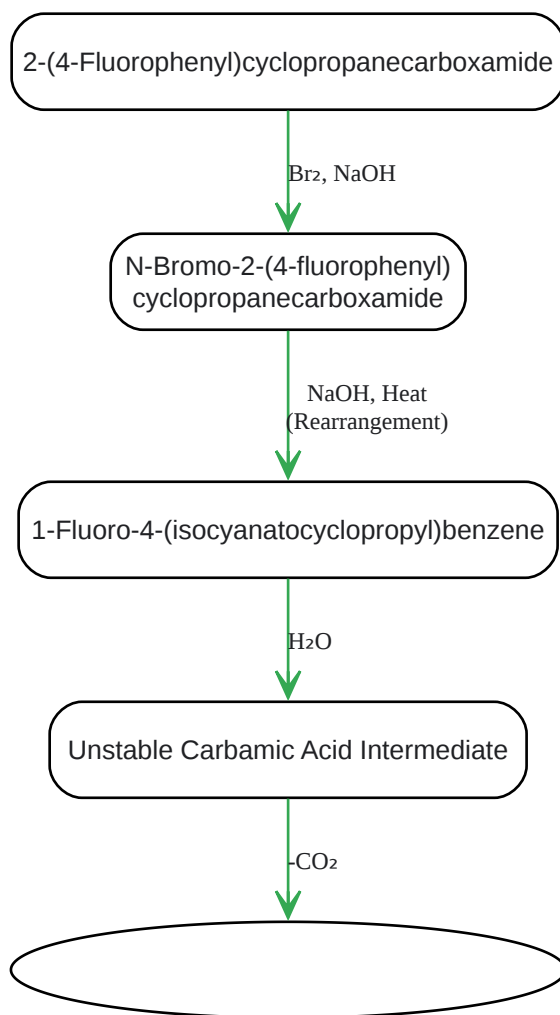 2-(4-Fluorophenyl)cyclopropanecarboxamide
Br₂, NaOH
N-Bromo-2-(4-fluorophenyl)
cyclopropanecarboxamide
NaOH, Heat
(Rearrangement)
1-Fluoro-4-(isocyanatocyclopropyl)benzene
H₂O
Unstable Carbamic Acid Intermediate
-CO₂